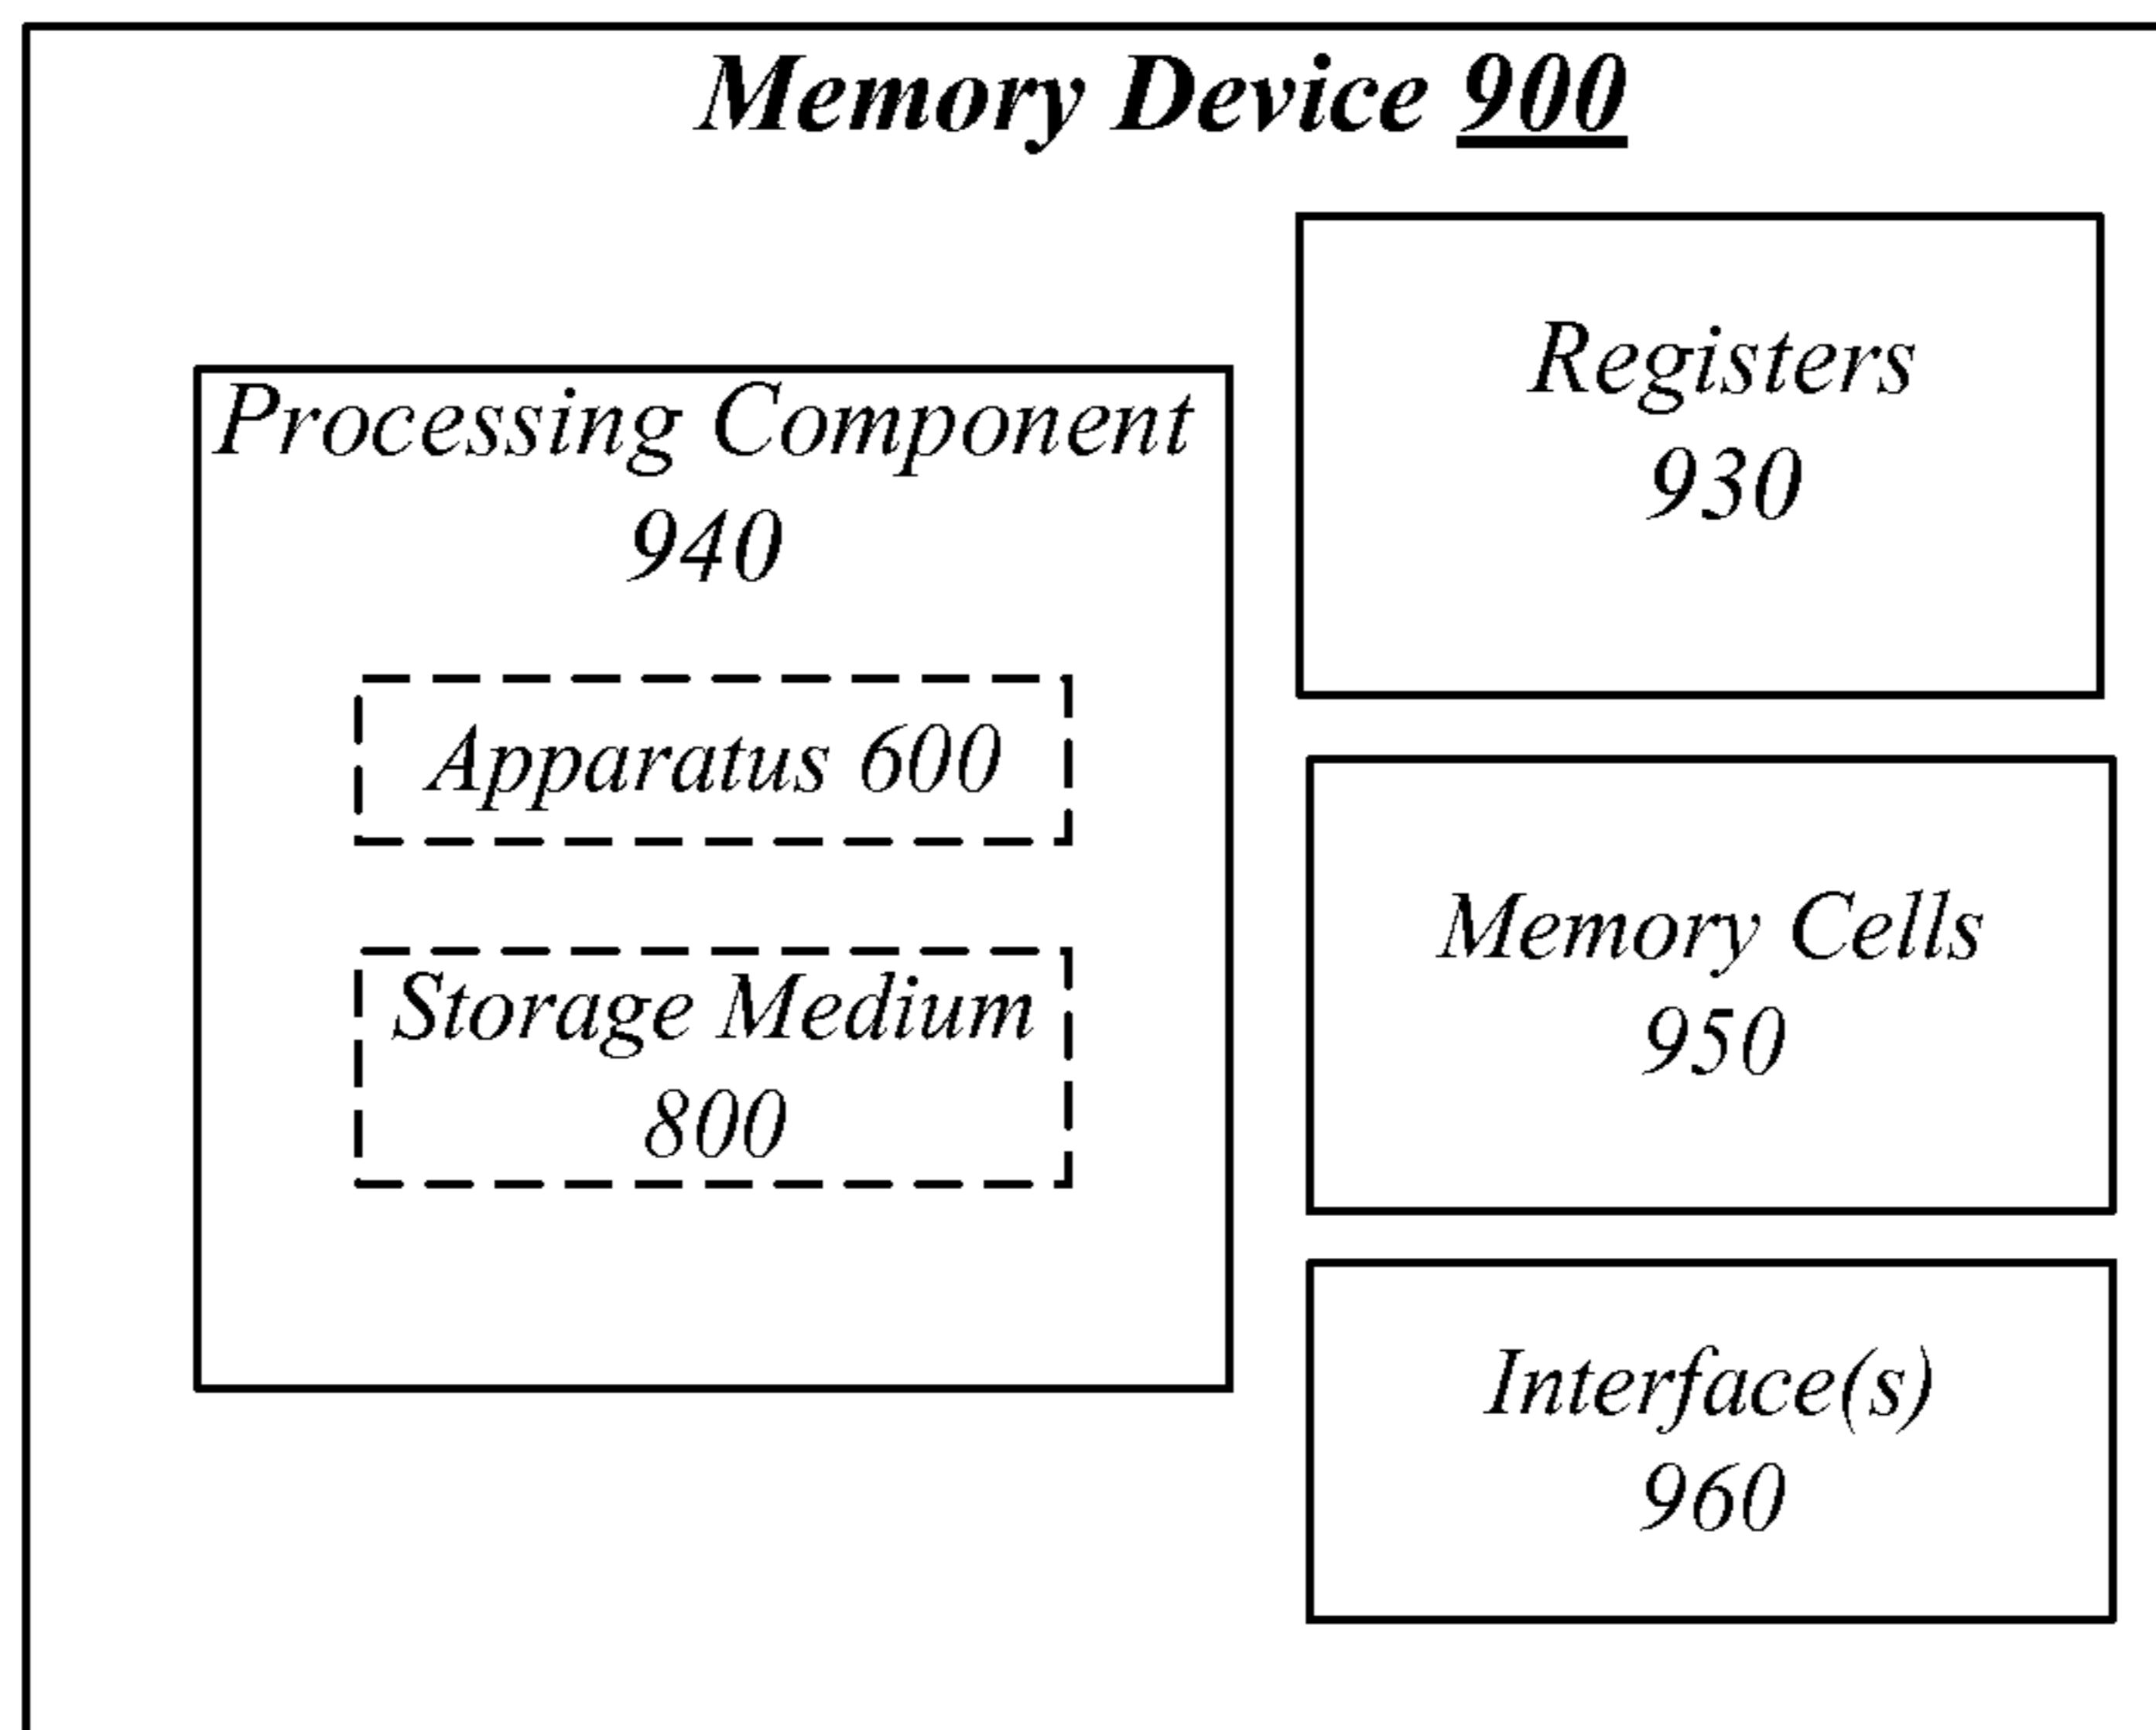 Memory Device 900
Processing Component
940
Apparatus 600
Storage Medium
800
Registers
930
Memory Cells
950
Interface(s)
960